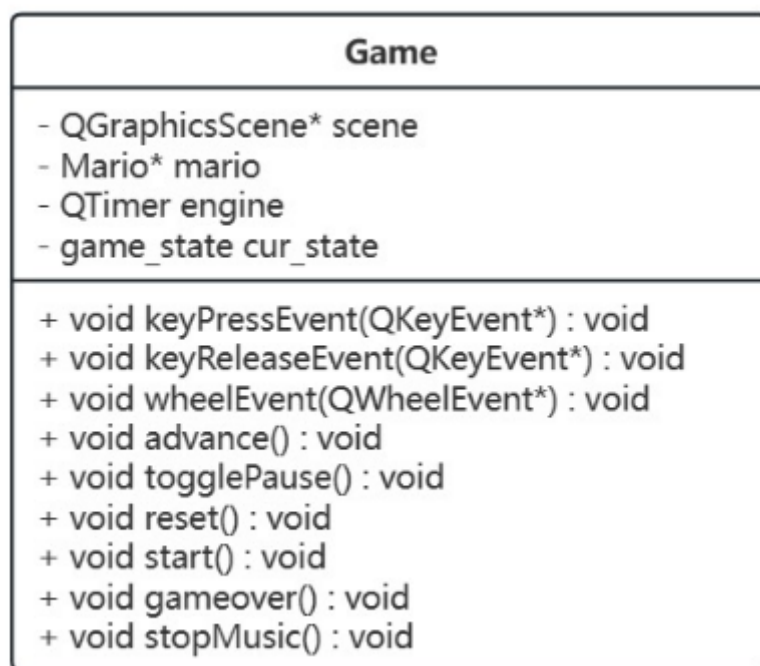 Game
- QGraphicsScene* scene
- Mario* mario
- QTimer engine
- game_state cur_state
+ void keyPressEvent(QKeyEvent*) : void
+ void keyReleaseEvent(QKeyEvent*) : void
+ void wheelEvent(QWheelEvent*) : void
+ void advance() : void
+ void togglePause() : void
+ void reset() : void
+ void start() : void
+ void gameover() : void
+ void stopMusic() : void